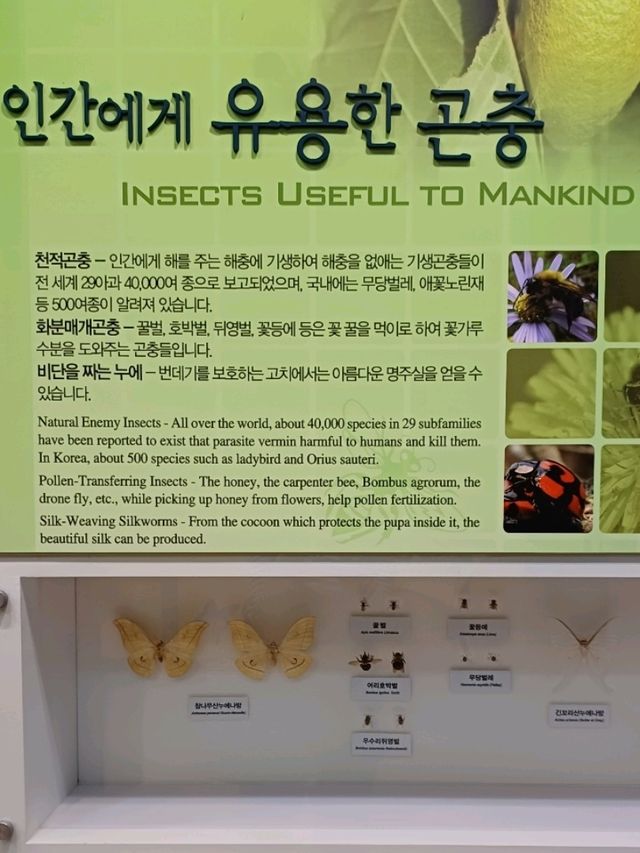 인간에게 유용한 곤충
INSECTS USEFUL TO MANKIND
천적곤충 – 인간에게 해를 주는 해충에 기생하여 해충을 없애는 기생곤충들이
전 세계 29아과 40,000여 종으로 보고되었으며, 국내에는 무당벌레, 애꽃노린재
등 500여종이 알려져 있습니다.
화분매개곤충 – 꿀벌, 호박벌, 뒤영벌, 꽃등에 등은 꽃 꿀을 먹이로 하여 꽃가루
수분을 도와주는 곤충들입니다.
비단을 짜는 누에 – 번데기를 보호하는 고치에서는 아름다운 명주실을 얻을 수
있습니다.
Natural Enemy Insects - All over the world, about 40,000 species in 29 subfamilies
have been reported to exist that parasite vermin harmful to humans and kill them.
In Korea, about 500 species such as ladybird and Orius sauteri.
Pollen-Transferring Insects - The honey, the carpenter bee, Bombus agrorum, the
drone fly, etc., while picking up honey from flowers, help pollen fertilization.
Silk-Weaving Silkworms - From the cocoon which protects the pupa inside it, the
beautiful silk can be produced.
꿀벌
꽃등에
어리호박벌
무당벌레
참나무산누에나방
긴꼬리산누에나방
우수리뒤영벌